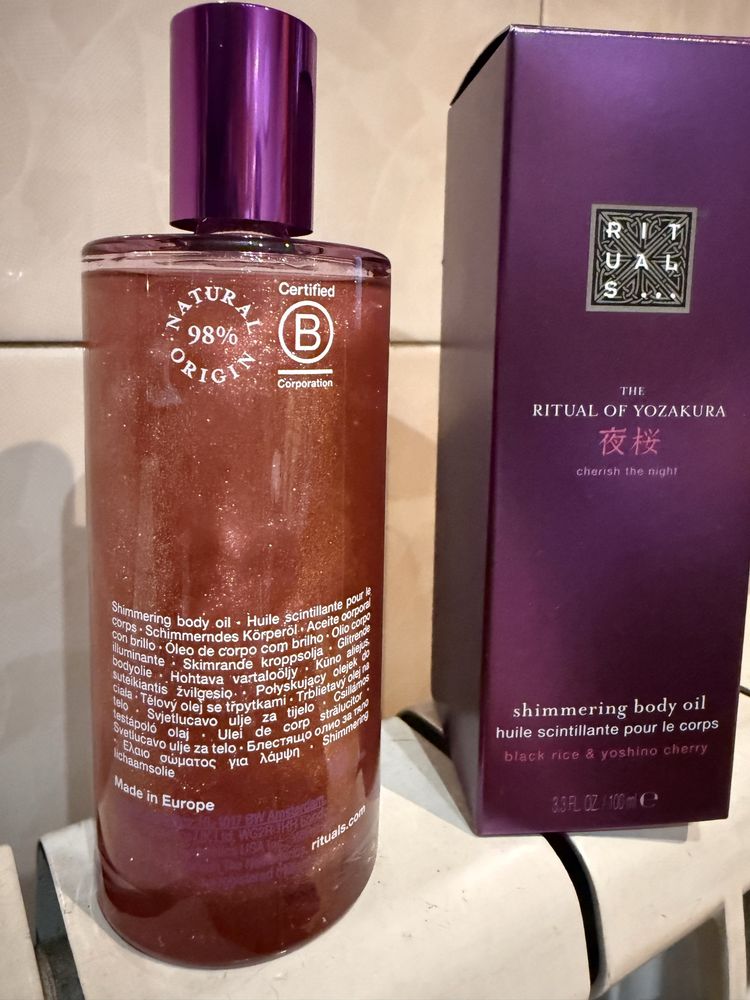 NATURAL
98%
ORIGIN
Certified
B
Corporation
Shimmering body oil · Huile scintillante pour le
corps · Schimmerndes Körperöl · Aceite corporal
con brillo · Óleo de corpo com brilho · Olio corpo
illuminante · Skimrande kroppsolja · Glitrende
bodyolie · Hohtava vartaloöljy · Kūno aliejus,
suteikiantis žvilgesio · Połyskujący olejek do
ciała · Tělový olej se třpytkami · Trblietavý olej na
telo · Svjetlucavo ulje za tijelo · Csillámos
testápoló olaj · Ulei de corp strălucitor ·
Svetlucavo ulje za telo · Блестящо олио за тяло
· Έλαιο σώματος για λάμψη · Shimmering
lichaamsolie
Made in Europe
1017 BW Amsterdam
rituals.com
RIT
UAL
S...
THE
RITUAL OF YOZAKURA
夜桜
cherish the night
shimmering body oil
huile scintillante pour le corps
black rice & yoshino cherry
3.3 FL. OZ / 100 ml ℮